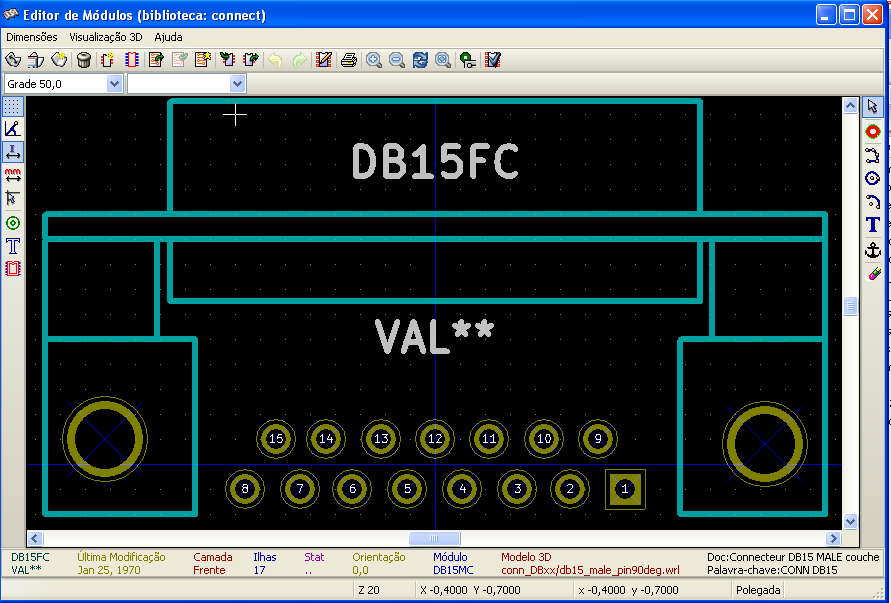 Editor de Módulos (biblioteca: connect)
Dimensões Visualização 3D Ajuda
Grade 50,0
DB15FC
VAL**
15 14 13 12 11 10 9
8 7 6 5 4 3 2 1
DB15FC Última Modificação Camada Ilhas Stat Orientação Módulo Modelo 3D Doc:Connecteur DB15 MALE couche
VAL** Jan 25, 1970 Frente 17 .. 0,0 DB15MC conn_DBxx/db15_male_pin90deg.wrl Palavra-chave:CONN DB15
Z 20 X -0,4000 Y -0,7000 x -0,4000 y -0,7000 Polegada